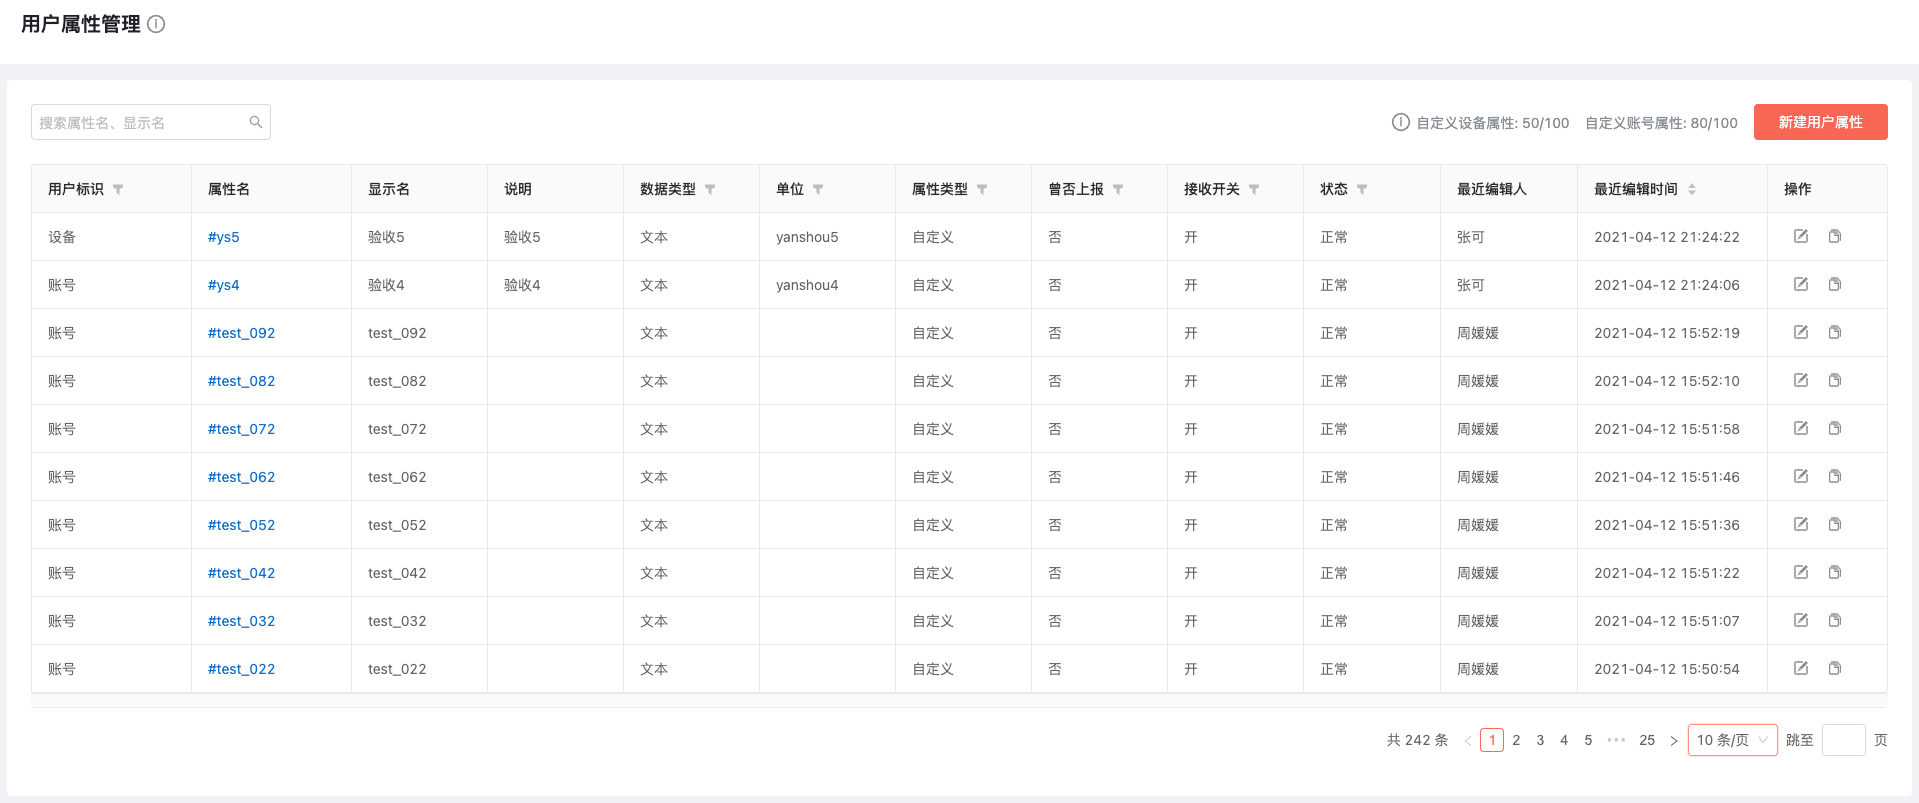 用户属性管理
搜索属性名、显示名
自定义设备属性: 50/100 自定义账号属性: 80/100 新建用户属性
用户标识 属性名 显示名 说明 数据类型 单位 属性类型 曾否上报 接收开关 状态 最近编辑人 最近编辑时间 操作
设备 #ys5 验收5 验收5 文本 yanshou5 自定义 否 开 正常 张可 2021-04-12 21:24:22
账号 #ys4 验收4 验收4 文本 yanshou4 自定义 否 开 正常 张可 2021-04-12 21:24:06
账号 #test_092 test_092 文本 自定义 否 开 正常 周媛媛 2021-04-12 15:52:19
账号 #test_082 test_082 文本 自定义 否 开 正常 周媛媛 2021-04-12 15:52:10
账号 #test_072 test_072 文本 自定义 否 开 正常 周媛媛 2021-04-12 15:51:58
账号 #test_062 test_062 文本 自定义 否 开 正常 周媛媛 2021-04-12 15:51:46
账号 #test_052 test_052 文本 自定义 否 开 正常 周媛媛 2021-04-12 15:51:36
账号 #test_042 test_042 文本 自定义 否 开 正常 周媛媛 2021-04-12 15:51:22
账号 #test_032 test_032 文本 自定义 否 开 正常 周媛媛 2021-04-12 15:51:07
账号 #test_022 test_022 文本 自定义 否 开 正常 周媛媛 2021-04-12 15:50:54
共 242 条 < 1 2 3 4 5 ••• 25 > 10 条/页 跳至 页